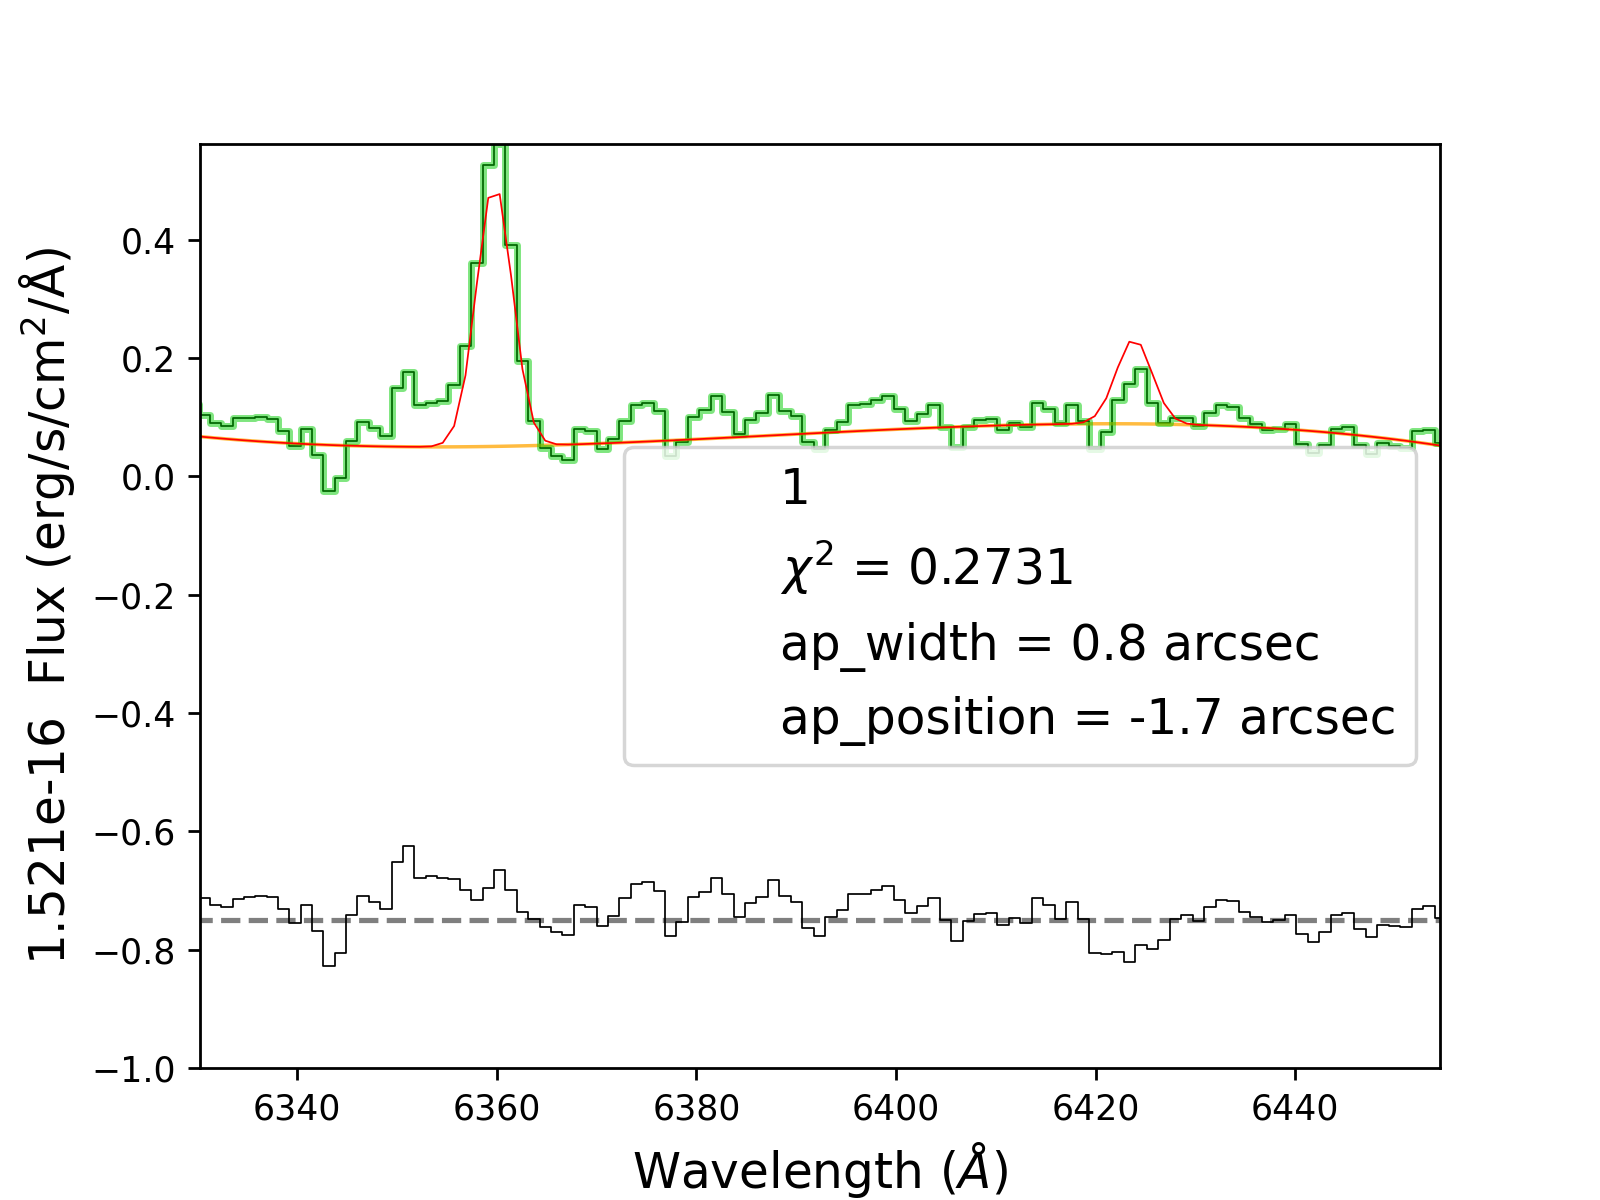 1.521e-16 Flux (erg/s/cm²/Å)
0.4
0.2
0.0
−0.2
−0.4
−0.6
−0.8
−1.0
1
χ² = 0.2731
ap_width = 0.8 arcsec
ap_position = -1.7 arcsec
6340 6360 6380 6400 6420 6440
Wavelength (Å)